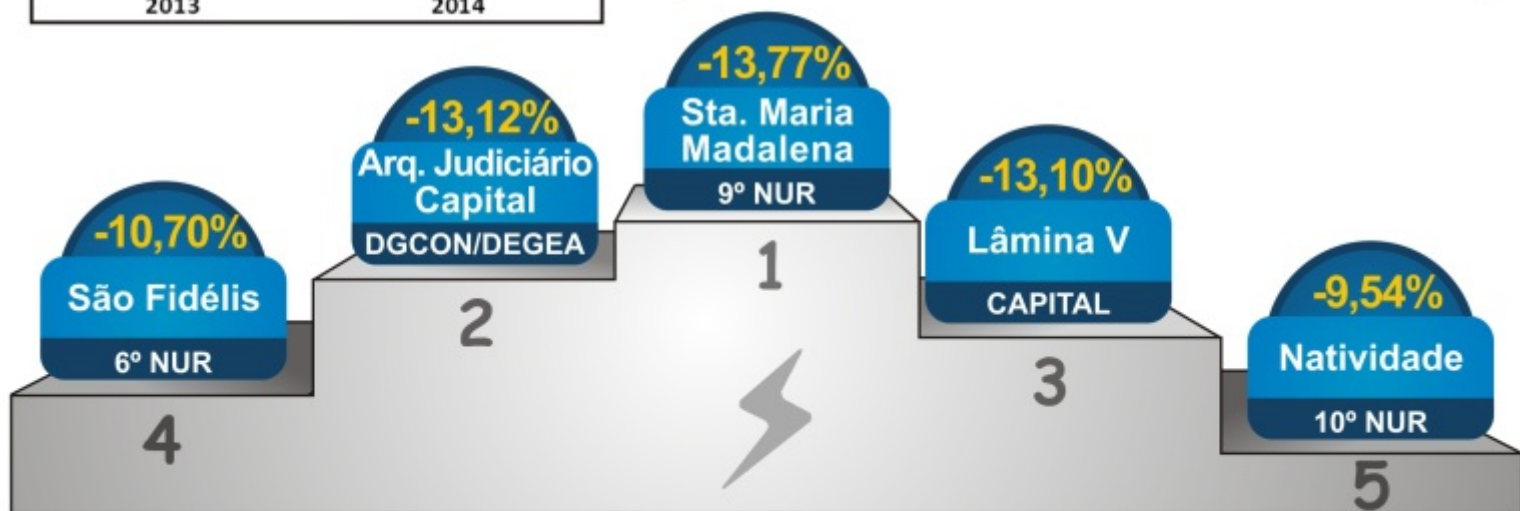 2013
2014
-13,77%
Sta. Maria
Madalena
9º NUR
1
-13,12%
Arq. Judiciário
Capital
DGCON/DEGEA
2
-13,10%
Lâmina V
CAPITAL
3
-10,70%
São Fidélis
6º NUR
4
-9,54%
Natividade
10º NUR
5